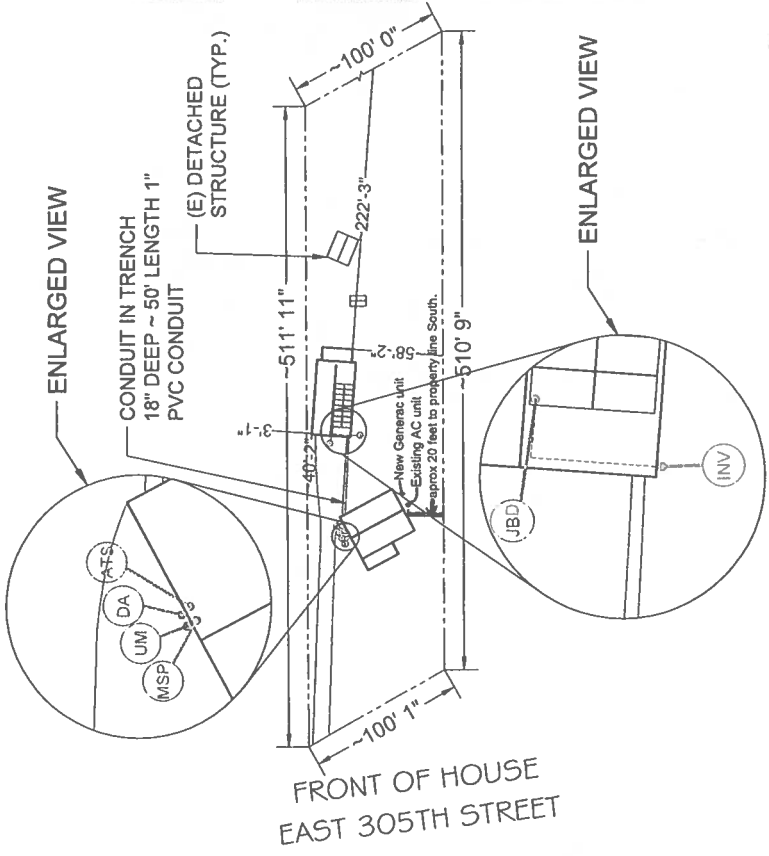 ENLARGED VIEW
CONDUIT IN TRENCH
18" DEEP ~ 50' LENGTH 1"
PVC CONDUIT
(E) DETACHED
STRUCTURE (TYP.)
~100' 0"
ATS
DA
UM
MSP
~511' 11"
222'-3"
58'-2"
3'-1"
40'-2"
New Generac unit
Existing AC unit
aprox 20 feet to property line South.
~510' 9"
~100' 1"
ENLARGED VIEW
JBD
INV
FRONT OF HOUSE
EAST 305TH STREET